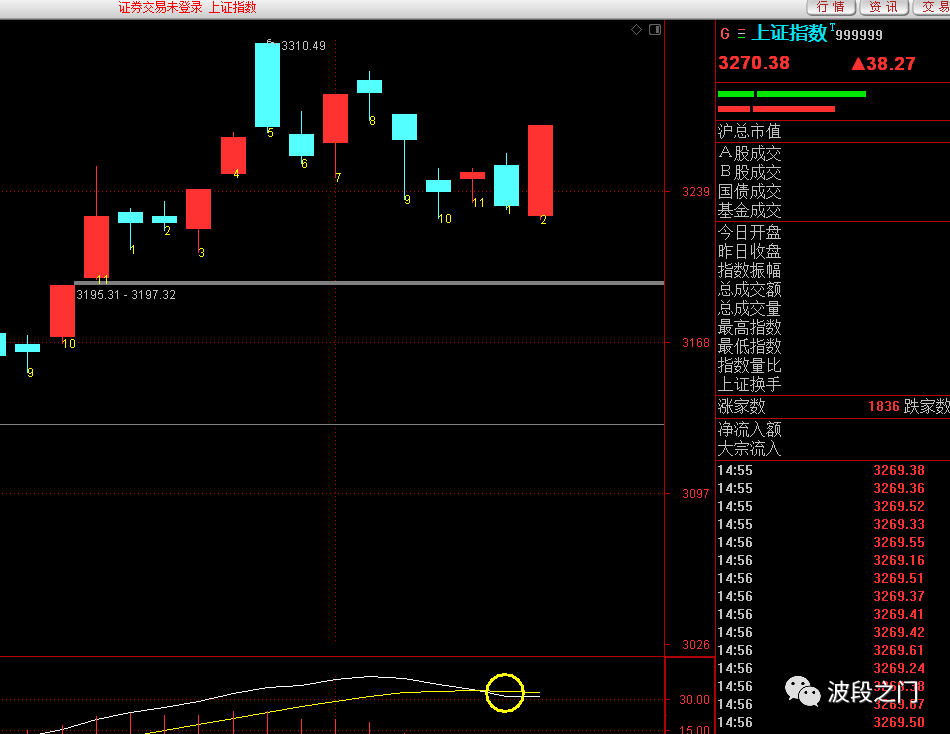 证券交易未登录 上证指数
行情 资讯 交易
G 上证指数T 999999
3270.38 ▲38.27
沪总市值
A股成交
B股成交
国债成交
基金成交
今日开盘
昨日收盘
指数振幅
总成交额
总成交量
最高指数
最低指数
指数量比
上证换手
涨家数 1836 跌家数
净流入额
大宗流入
14:55 3269.38
14:55 3269.36
14:55 3269.52
14:55 3269.33
14:56 3269.55
14:56 3269.16
14:56 3269.51
14:56 3269.37
14:56 3269.41
14:56 3269.42
14:56 3269.61
14:56 3269.24
14:56
14:56
14:56 3269.50
波段之门
3310.49
3195.31 - 3197.32
9
10
11
1
2
3
4
5
6
7
8
9
10
11
1
2
3239
3168
3097
3026
30.00
15.00